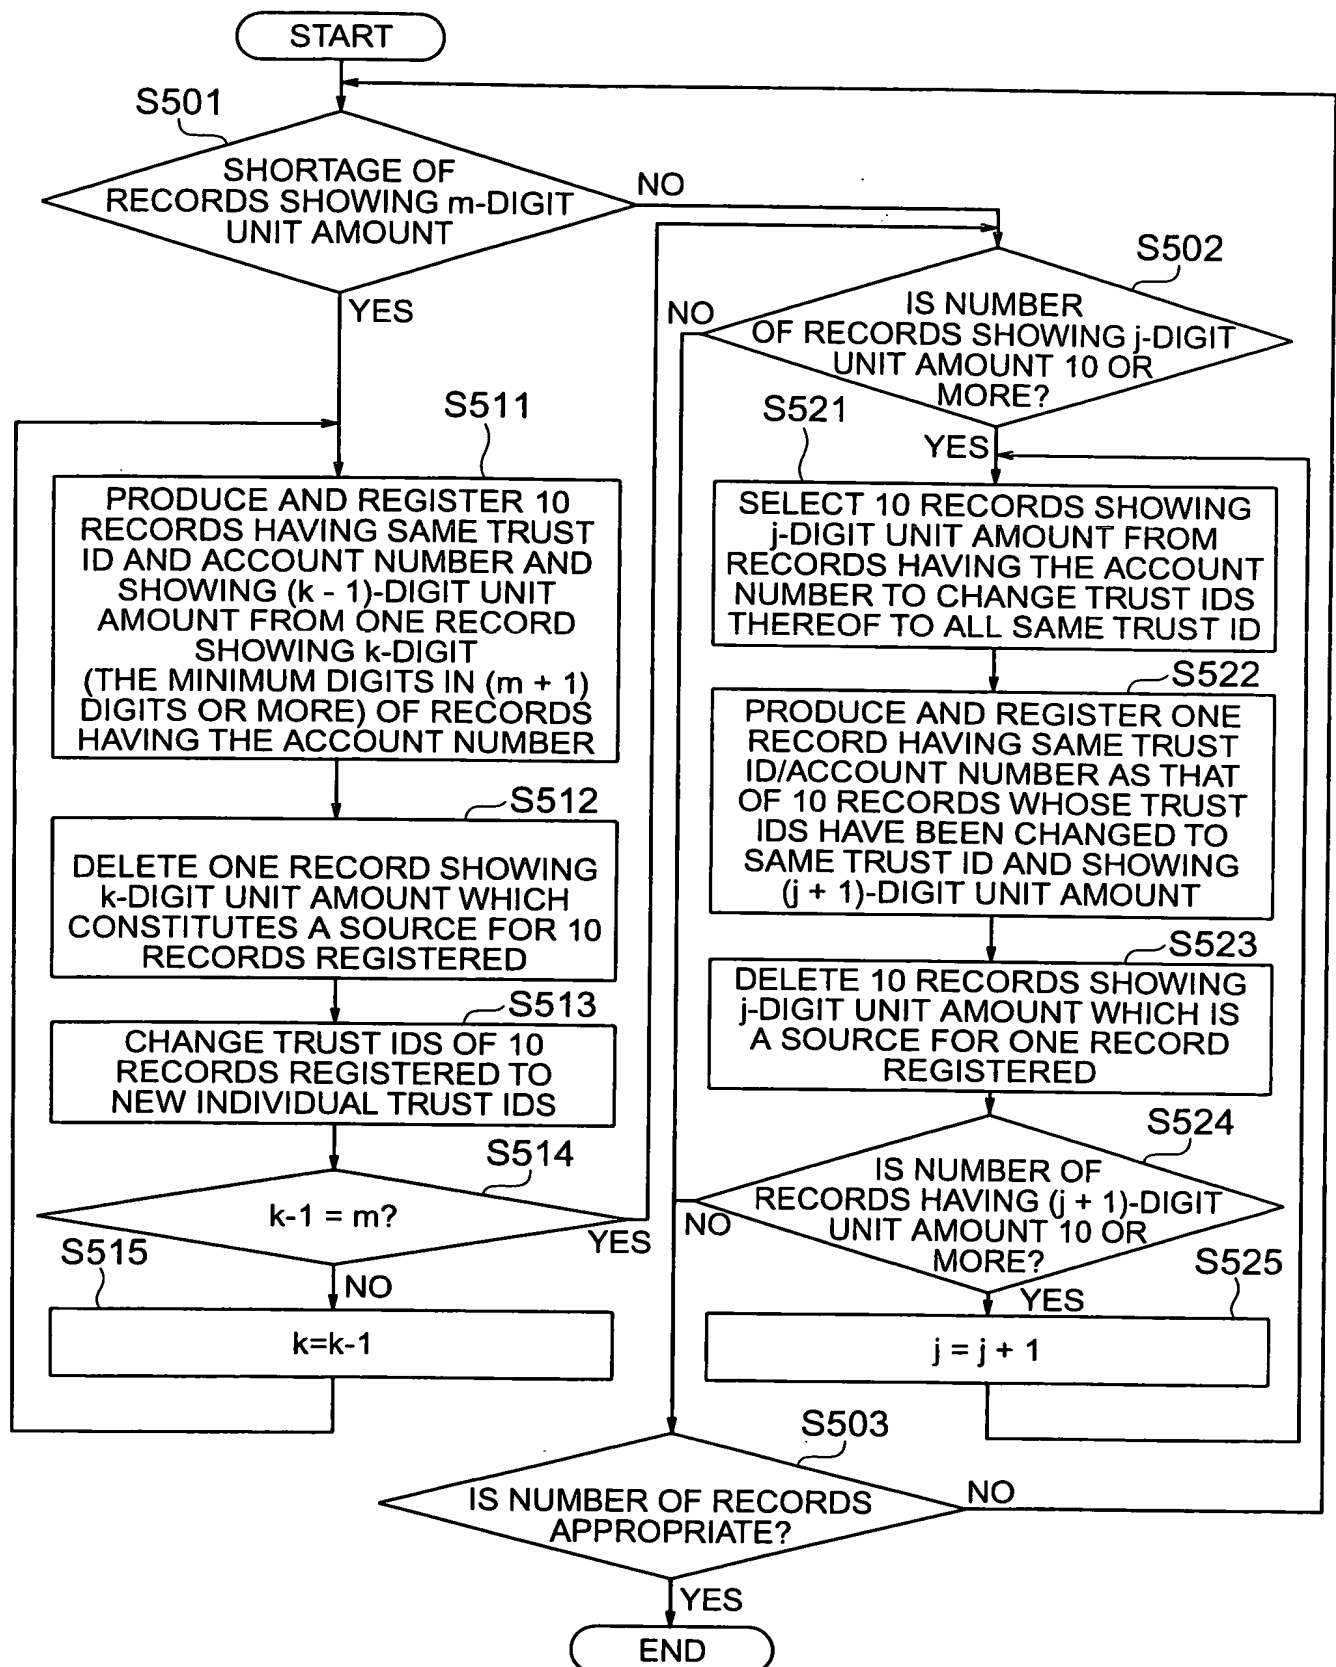 START
S501
SHORTAGE OF
RECORDS SHOWING m-DIGIT
UNIT AMOUNT
NO
YES
S502
IS NUMBER
OF RECORDS SHOWING j-DIGIT
UNIT AMOUNT 10 OR
MORE?
NO
YES
S511
PRODUCE AND REGISTER 10
RECORDS HAVING SAME TRUST
ID AND ACCOUNT NUMBER AND
SHOWING (k - 1)-DIGIT UNIT
AMOUNT FROM ONE RECORD
SHOWING k-DIGIT
(THE MINIMUM DIGITS IN (m + 1)
DIGITS OR MORE) OF RECORDS
HAVING THE ACCOUNT NUMBER
S512
DELETE ONE RECORD SHOWING
k-DIGIT UNIT AMOUNT WHICH
CONSTITUTES A SOURCE FOR 10
RECORDS REGISTERED
S513
CHANGE TRUST IDS OF 10
RECORDS REGISTERED TO
NEW INDIVIDUAL TRUST IDS
S514
k-1 = m?
YES
NO
S515
k=k-1
S521
SELECT 10 RECORDS SHOWING
j-DIGIT UNIT AMOUNT FROM
RECORDS HAVING THE ACCOUNT
NUMBER TO CHANGE TRUST IDS
THEREOF TO ALL SAME TRUST ID
S522
PRODUCE AND REGISTER ONE
RECORD HAVING SAME TRUST
ID/ACCOUNT NUMBER AS THAT
OF 10 RECORDS WHOSE TRUST
IDS HAVE BEEN CHANGED TO
SAME TRUST ID AND SHOWING
(j + 1)-DIGIT UNIT AMOUNT
S523
DELETE 10 RECORDS SHOWING
j-DIGIT UNIT AMOUNT WHICH IS
A SOURCE FOR ONE RECORD
REGISTERED
S524
IS NUMBER OF
RECORDS HAVING (j + 1)-DIGIT
UNIT AMOUNT 10 OR
MORE?
NO
YES
S525
j = j + 1
S503
IS NUMBER OF RECORDS
APPROPRIATE?
NO
YES
END